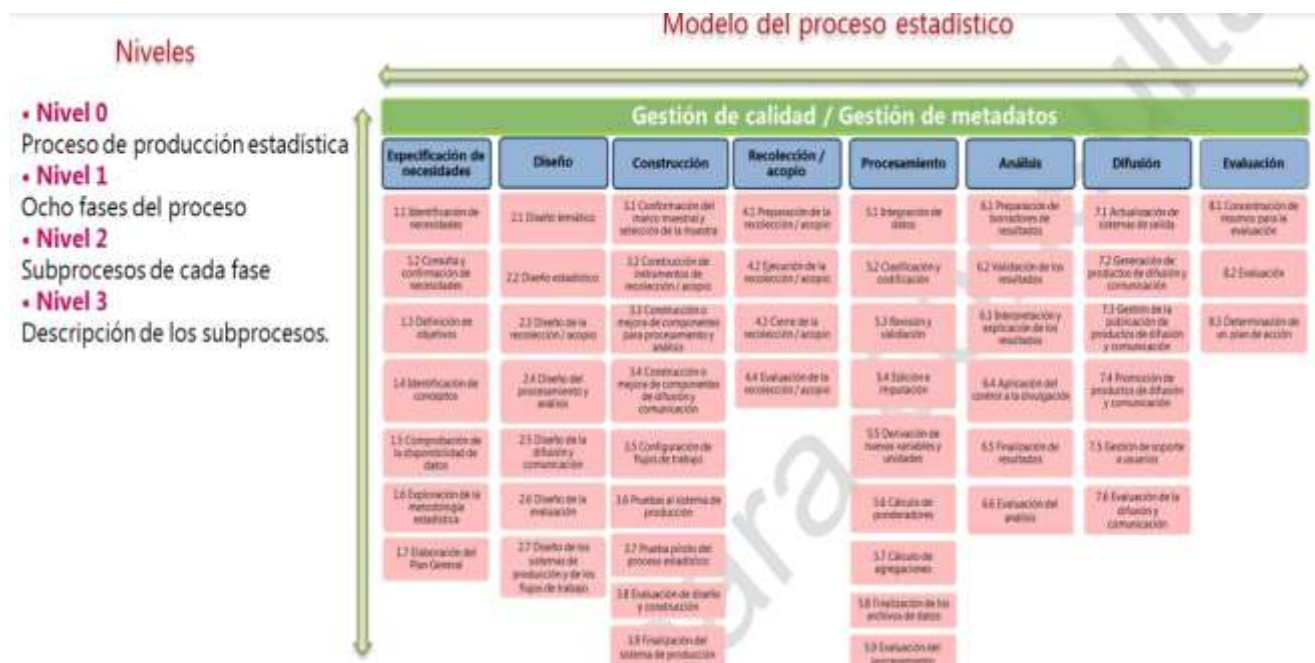 Modelo del proceso estadístico
Niveles
• Nivel 0
Proceso de producción estadística
• Nivel 1
Ocho fases del proceso
• Nivel 2
Subprocesos de cada fase
• Nivel 3
Descripción de los subprocesos.
Gestión de calidad / Gestión de metadatos
Especificación de
necesidades
1.1 Identificación de
necesidades
1.2 Consulta y
confirmación de
necesidades
1.3 Definición de
objetivos
1.4 Identificación de
conceptos
1.5 Comprobación de
la disponibilidad de
datos
1.6 Exploración de la
metodología
estadística
1.7 Elaboración del
Plan General
Diseño
2.1 Diseño temático
2.2 Diseño estadístico
2.3 Diseño de la
recolección / acopio
2.4 Diseño del
procesamiento y
análisis
2.5 Diseño de la
difusión y
comunicación
2.6 Diseño de la
evaluación
2.7 Diseño de los
sistemas de
producción y de los
flujos de trabajo
Construcción
3.1 Conformación del
marco muestral y
selección de la muestra
3.2 Construcción de
instrumentos de
recolección / acopio
3.3 Construcción o
mejora de componentes
para procesamiento y
análisis
3.4 Construcción o
mejora de componentes
de difusión y
comunicación
3.5 Configuración de
flujos de trabajo
3.6 Pruebas al sistema de
producción
3.7 Prueba piloto del
proceso estadístico
3.8 Evaluación de diseño
y construcción
3.9 Finalización del
sistema de producción
Recolección /
acopio
4.1 Preparación de la
recolección / acopio
4.2 Ejecución de la
recolección / acopio
4.3 Cierre de la
recolección / acopio
4.4 Evaluación de la
recolección / acopio
Procesamiento
5.1 Integración de
datos
5.2 Clasificación y
codificación
5.3 Revisión y
validación
5.4 Edición e
imputación
5.5 Derivación de
nuevas variables y
unidades
5.6 Cálculo de
ponderadores
5.7 Cálculo de
agregaciones
5.8 Finalización de los
archivos de datos
5.9 Evaluación del
procesamiento
Análisis
6.1 Preparación de
borradores de
resultados
6.2 Validación de los
resultados
6.3 Interpretación y
explicación de los
resultados
6.4 Aplicación del
control a la divulgación
6.5 Finalización de
resultados
6.6 Evaluación del
análisis
Difusión
7.1 Actualización de
sistemas de salida
7.2 Generación de
productos de difusión y
comunicación
7.3 Gestión de la
publicación de
productos de difusión
y comunicación
7.4 Promoción de
productos de difusión
y comunicación
7.5 Gestión de soporte
a usuarios
7.6 Evaluación de la
difusión y
comunicación
Evaluación
8.1 Concentración de
insumos para la
evaluación
8.2 Evaluación
8.3 Determinación de
un plan de acción
para